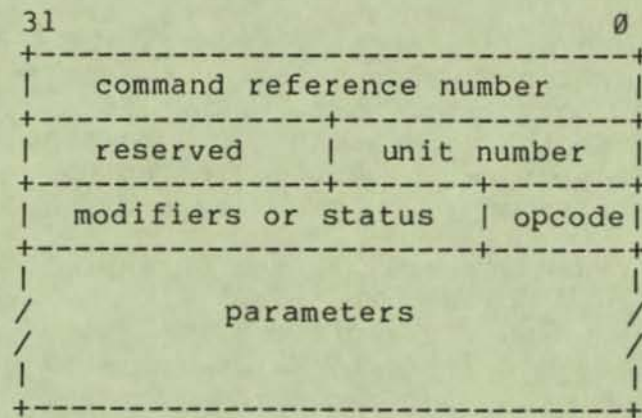 31 0
command reference number
reserved | unit number
modifiers or status | opcode
parameters